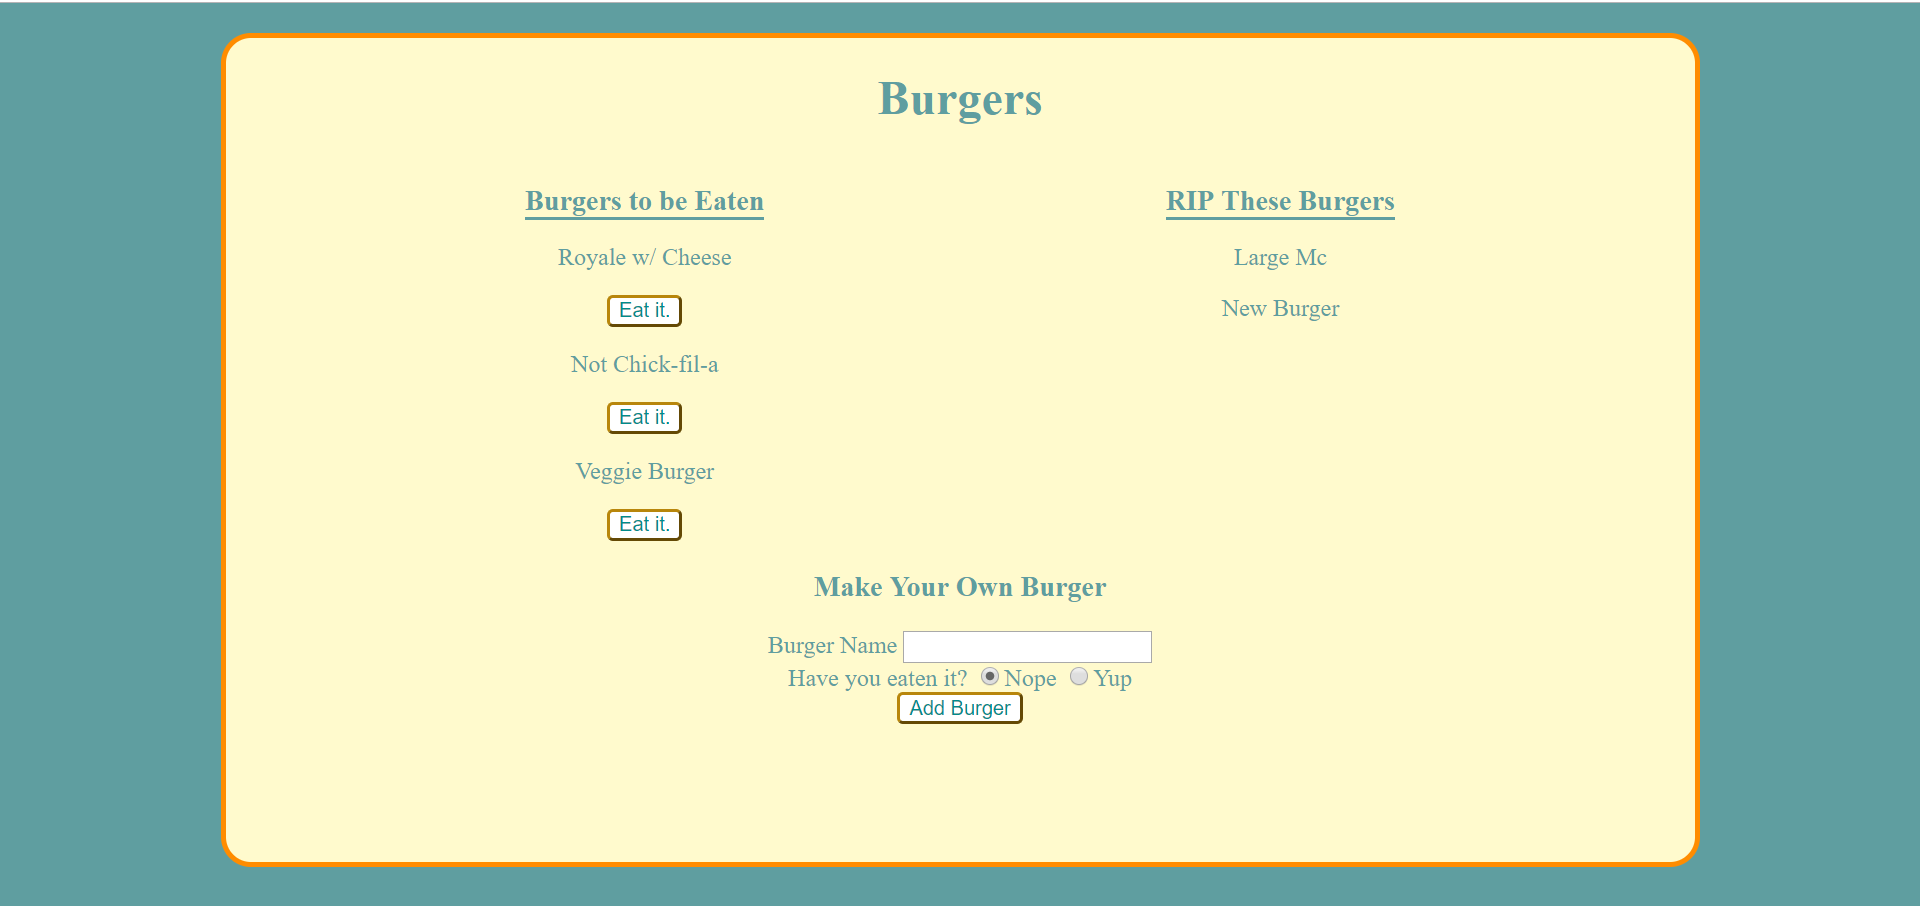 Burgers
Burgers to be Eaten
Royale w/ Cheese
Eat it.
Not Chick-fil-a
Eat it.
Veggie Burger
Eat it.
RIP These Burgers
Large Mc
New Burger
Make Your Own Burger
Burger Name
Have you eaten it? Nope Yup
Add Burger